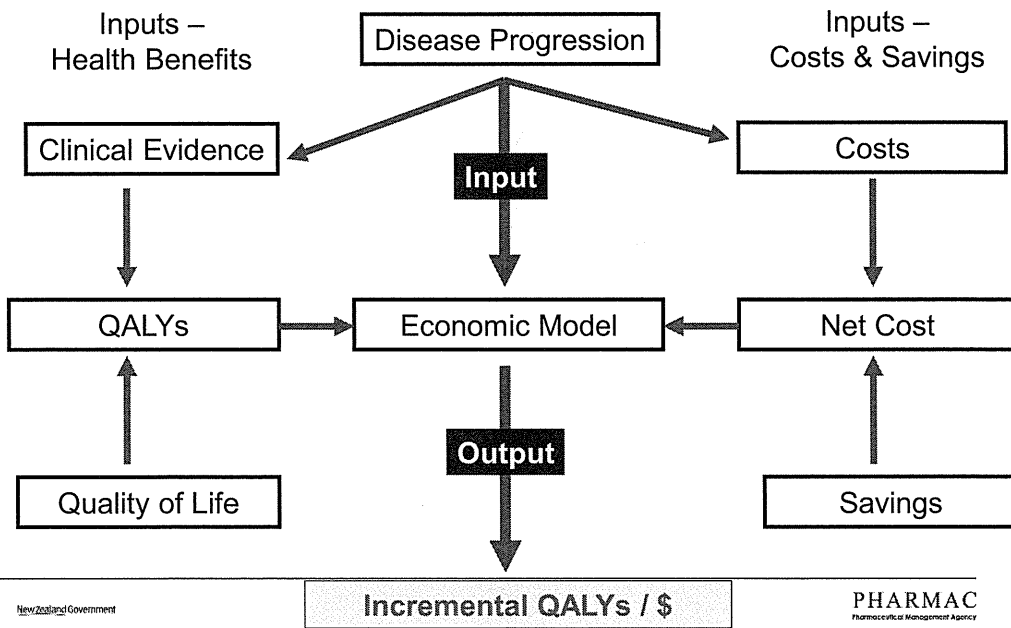 Inputs –
Health Benefits
Disease Progression
Inputs –
Costs & Savings
Clinical Evidence
Input
Costs
QALYs
Economic Model
Net Cost
Output
Quality of Life
Savings
New Zealand Government
Incremental QALYs / $
PHARMAC
Pharmaceutical Management Agency